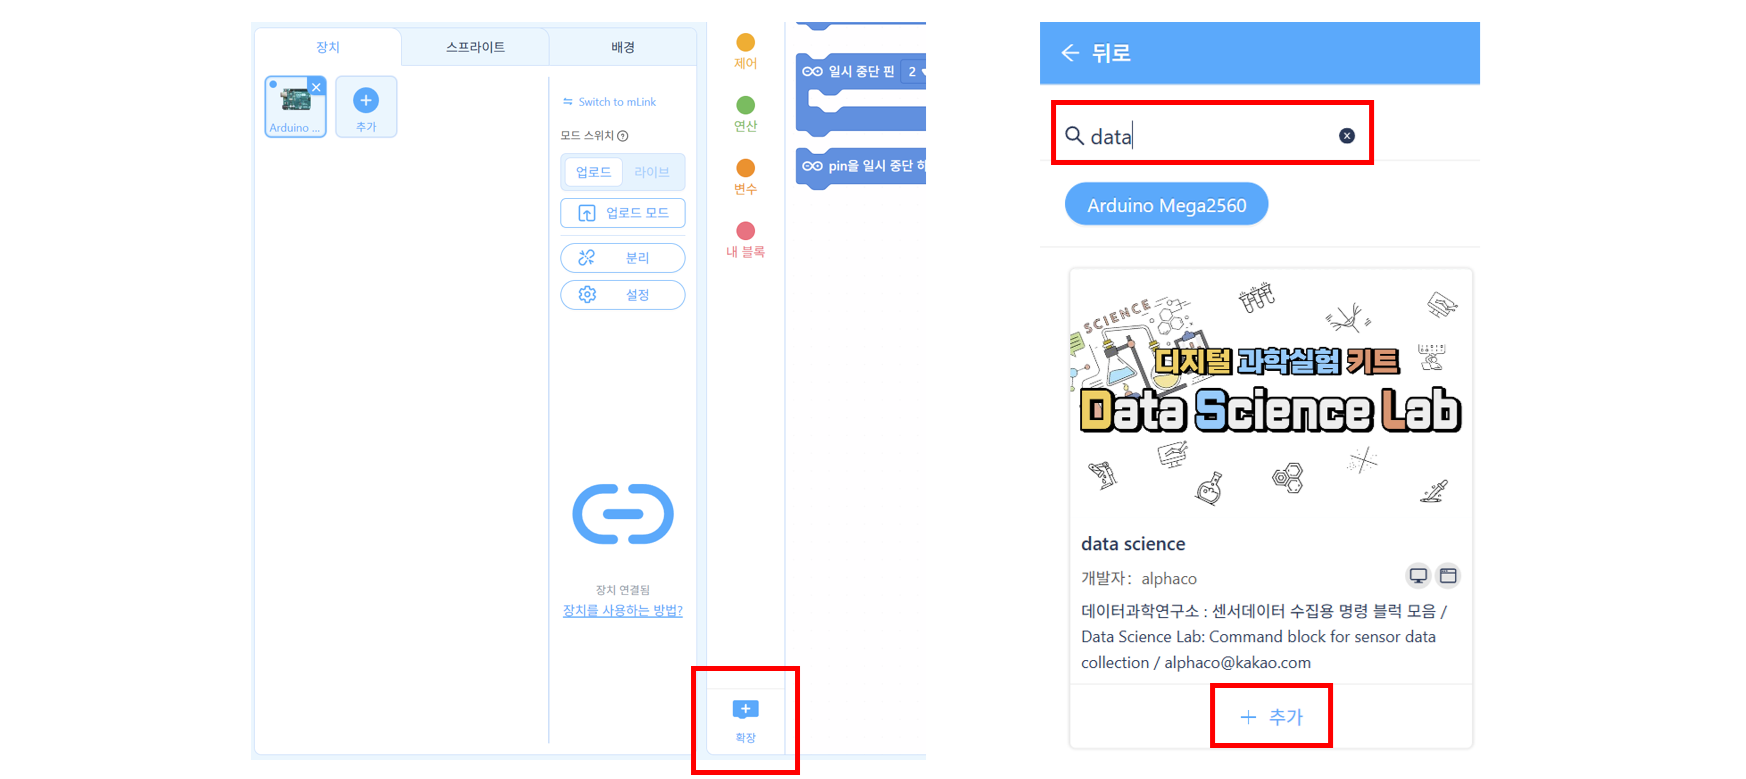 장치
스프라이트
배경
Arduino ...
추가
Switch to mLink
모드 스위치
업로드
라이브
업로드 모드
분리
설정
장치 연결됨
장치를 사용하는 방법?
제어
연산
변수
내 블록
확장
일시 중단 핀 2
pin을 일시 중단 하
뒤로
data
Arduino Mega2560
SCIENCE
디지털 과학실험 키트
Data Science Lab
data science
개발자: alphaco
데이터과학연구소 : 센서데이터 수집용 명령 블럭 모음 /
Data Science Lab: Command block for sensor data
collection / alphaco@kakao.com
+ 추가